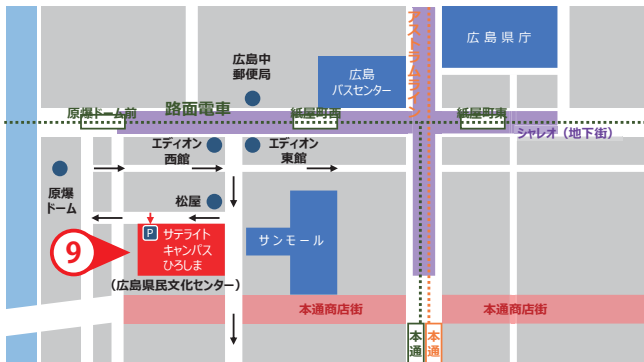 アストラムライン
広島県庁
広島中
郵便局
広島
バスセンター
原爆ドーム前
路面電車
紙屋町西
紙屋町東
シャレオ（地下街）
エディオン
西館
エディオン
東館
原爆
ドーム
松屋
P
サテライト
キャンパス
ひろしま
サンモール
9
（広島県民文化センター）
本通商店街
本通商店街
本通
本通